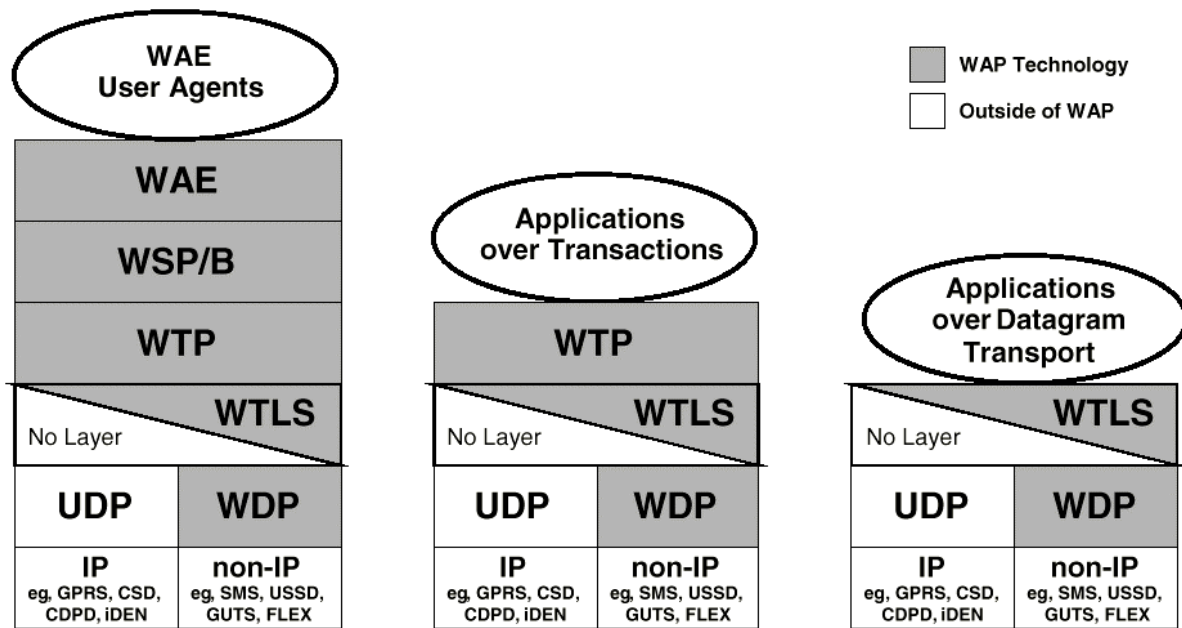 WAE
User Agents
WAE
WSP/B
WTP
WTLS
No Layer
UDP
WDP
IP
eg, GPRS, CSD,
CDPD, iDEN
non-IP
eg, SMS, USSD,
GUTS, FLEX
Applications
over Transactions
WTP
WTLS
No Layer
UDP
WDP
IP
eg, GPRS, CSD,
CDPD, iDEN
non-IP
eg, SMS, USSD,
GUTS, FLEX
WAP Technology
Outside of WAP
Applications
over Datagram
Transport
WTLS
No Layer
UDP
WDP
IP
eg, GPRS, CSD,
CDPD, iDEN
non-IP
eg, SMS, USSD,
GUTS, FLEX